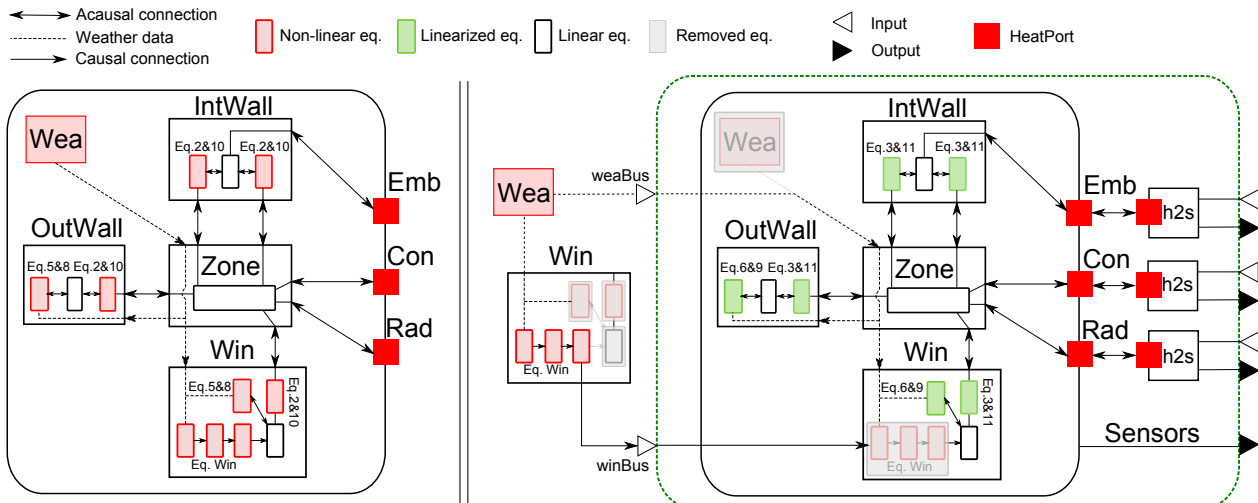 Acausal connection
Weather data
Causal connection
Non-linear eq.
Linearized eq.
Linear eq.
Removed eq.
Input
Output
HeatPort
IntWall
Wea
Eq.2&10
Eq.2&10
Emb
OutWall
Eq.5&8
Eq.2&10
Zone
Con
Rad
Win
Eq.5&8
Eq.2&10
Eq. Win
IntWall
Wea
Eq.3&11
Eq.3&11
weaBus
Wea
Emb
h2s
OutWall
Eq.6&9
Eq.3&11
Zone
Con
h2s
Win
Eq. Win
Rad
h2s
Win
Eq.6&9
Eq.3&11
Eq. Win
Sensors
winBus